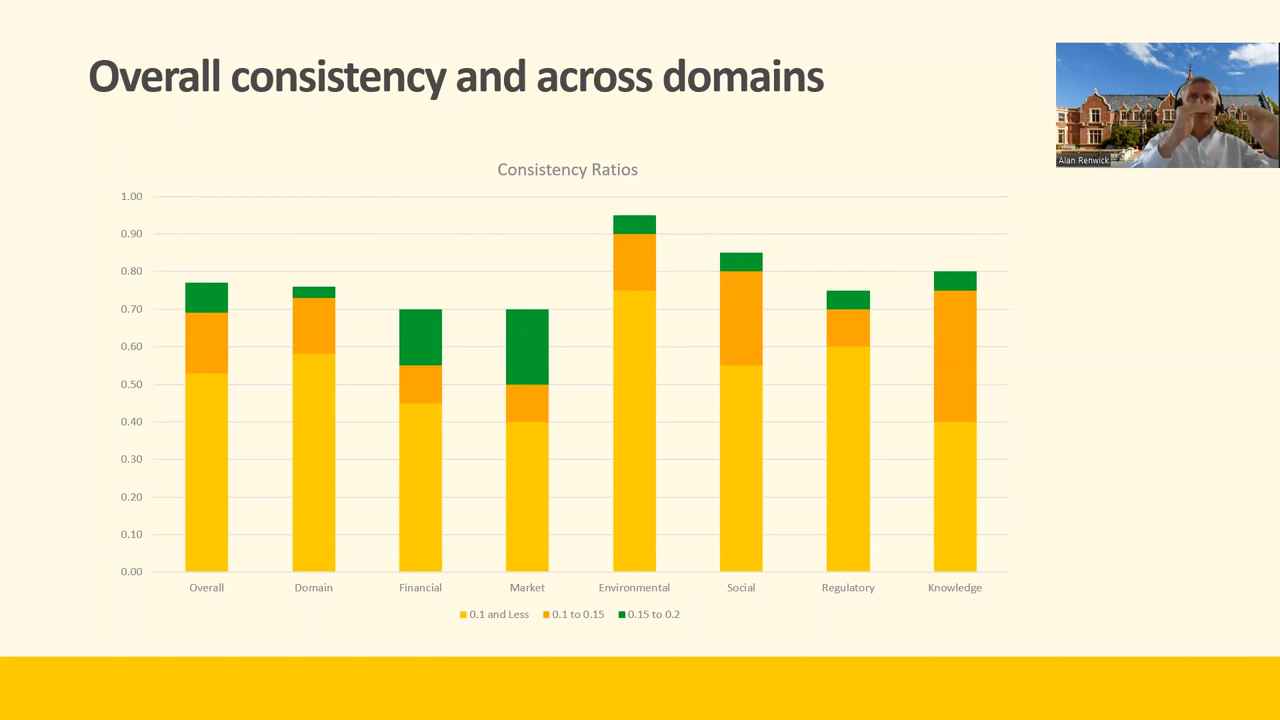 Overall consistency and across domains
Alan Renwick
Consistency Ratios
1.00
0.90
0.80
0.70
0.60
0.50
0.40
0.30
0.20
0.10
0.00
Overall Domain Financial Market Environmental Social Regulatory Knowledge
0.1 and Less 0.1 to 0.15 0.15 to 0.2